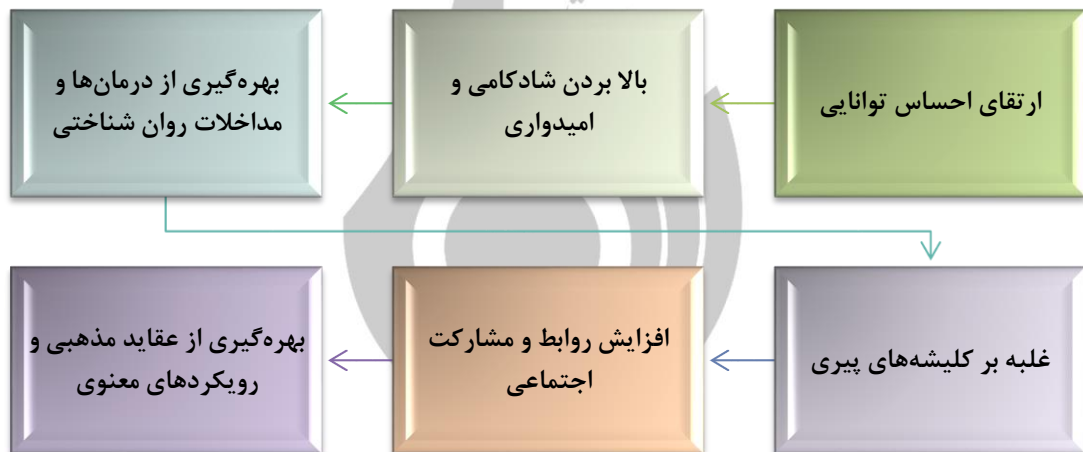 ارتقای احساس توانایی
بالا بردن شادکامی و
امیدواری
بهره‌گیری از درمان‌ها و
مداخلات روان شناختی
غلبه بر کلیشه‌های پیری
افزایش روابط و مشارکت
اجتماعی
بهره‌گیری از عقاید مذهبی و
رویکردهای معنوی